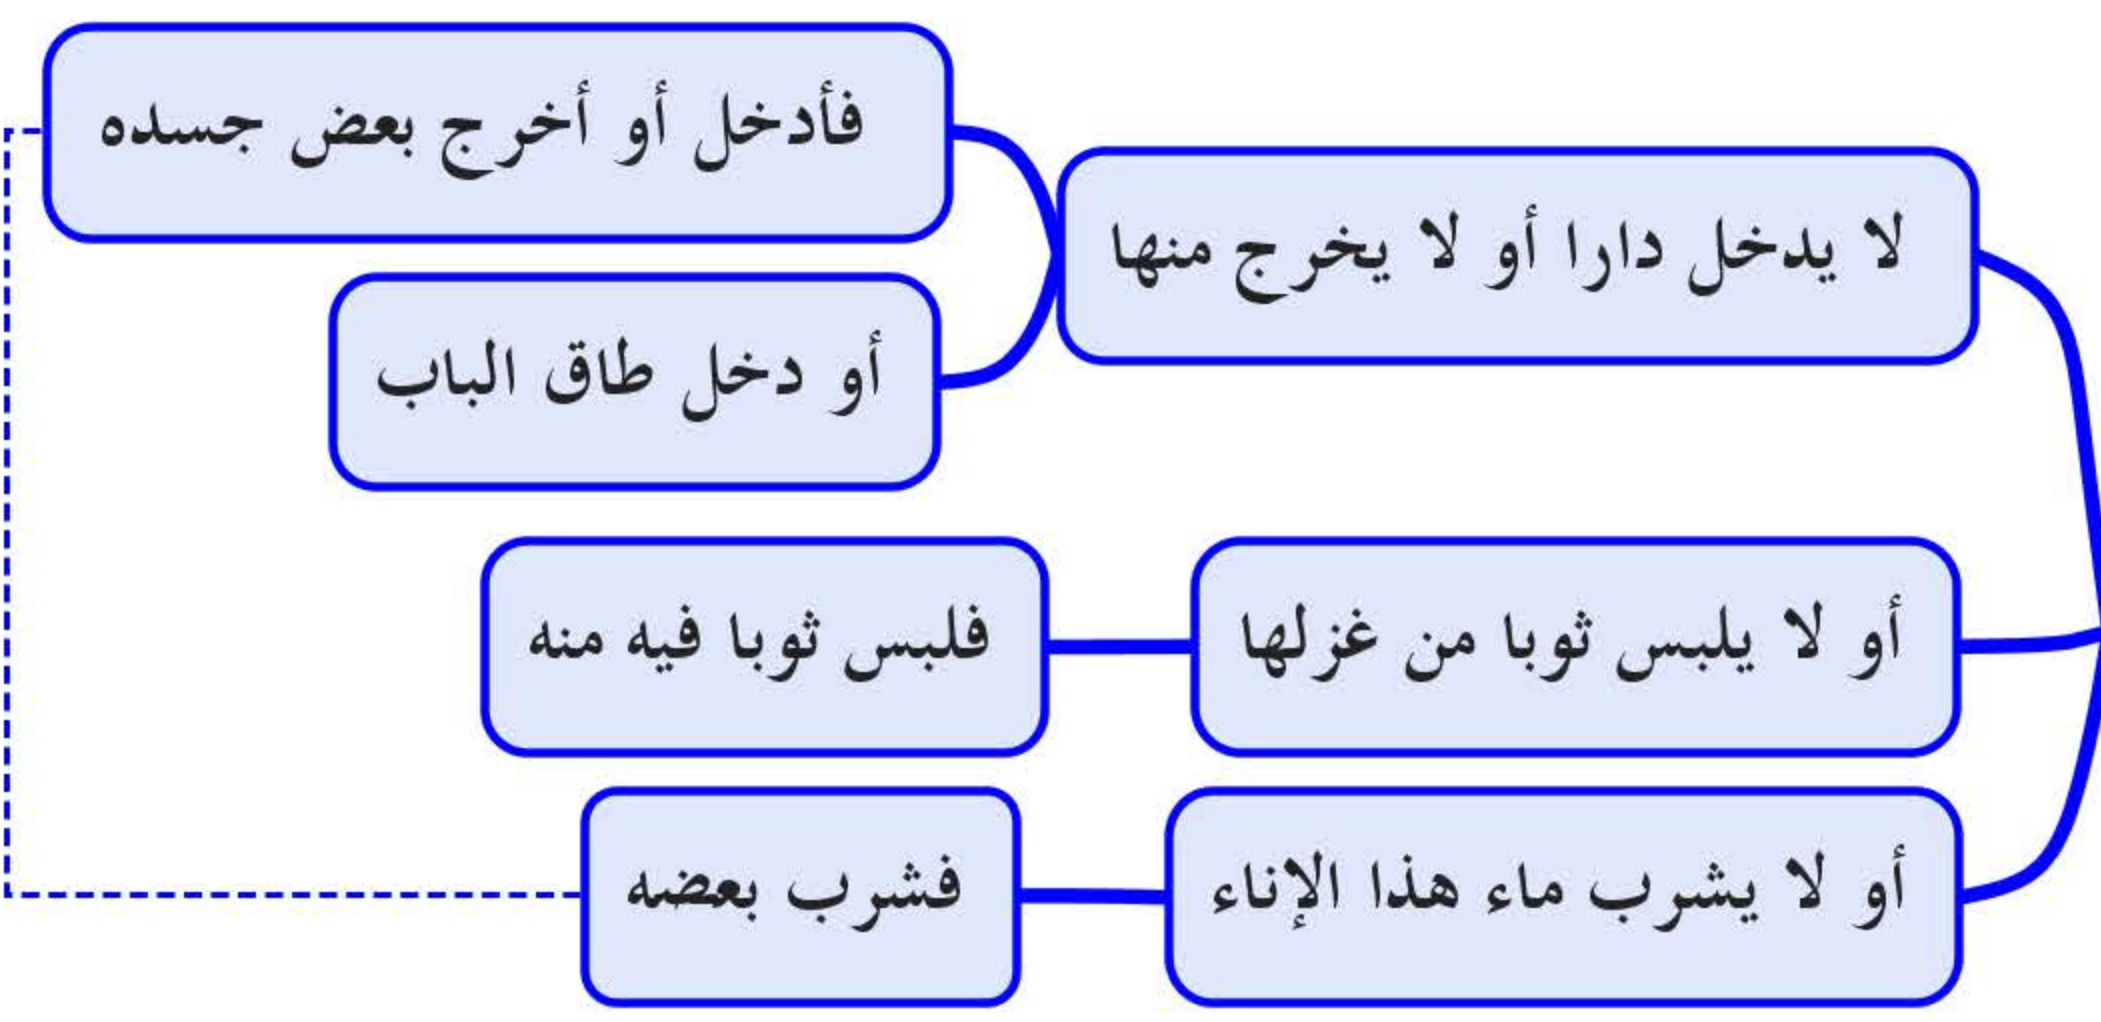 لا يدخل دارا أو لا يخرج منها
فأدخل أو أخرج بعض جسده
أو دخل طاق الباب
أو لا يلبس ثوبا من غزلها
فلبس ثوبا فيه منه
أو لا يشرب ماء هذا الإناء
فشرب بعضه